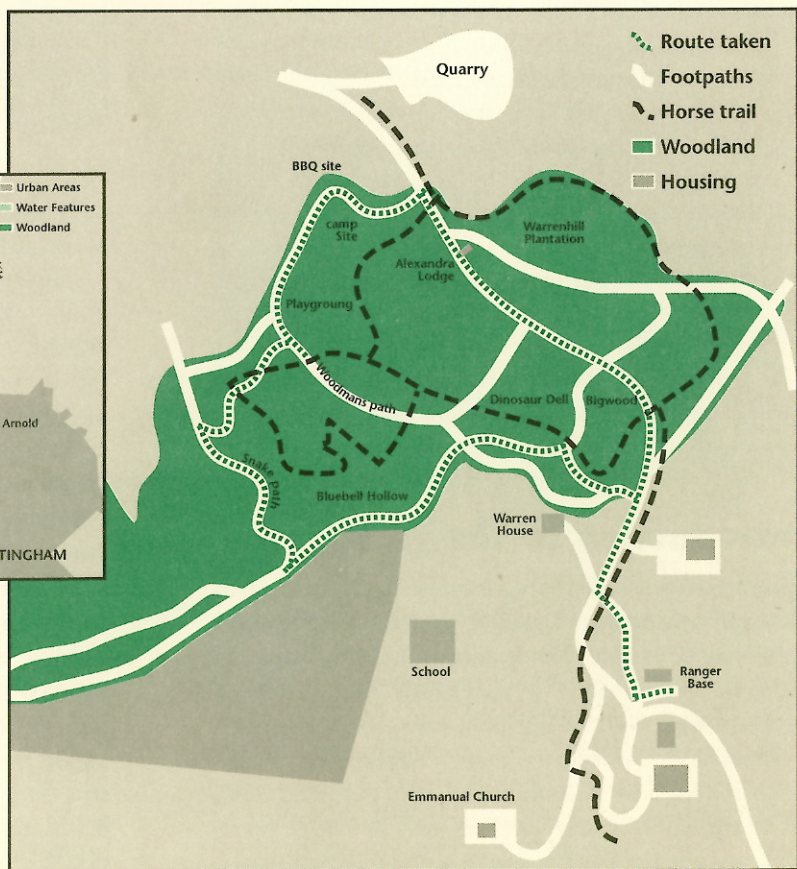 Quarry
Route taken
Footpaths
Horse trail
Woodland
Housing
BBQ site
Urban Areas
Water Features
Woodland
camp
Site
Warrenhill
Plantation
Alexandra
Lodge
Playgroung
Woodmans path
Dinosaur Dell
Bigwood
Arnold
Snake path
Bluebell Hollow
Warren
House
TINGHAM
School
Ranger
Base
Emmanual Church